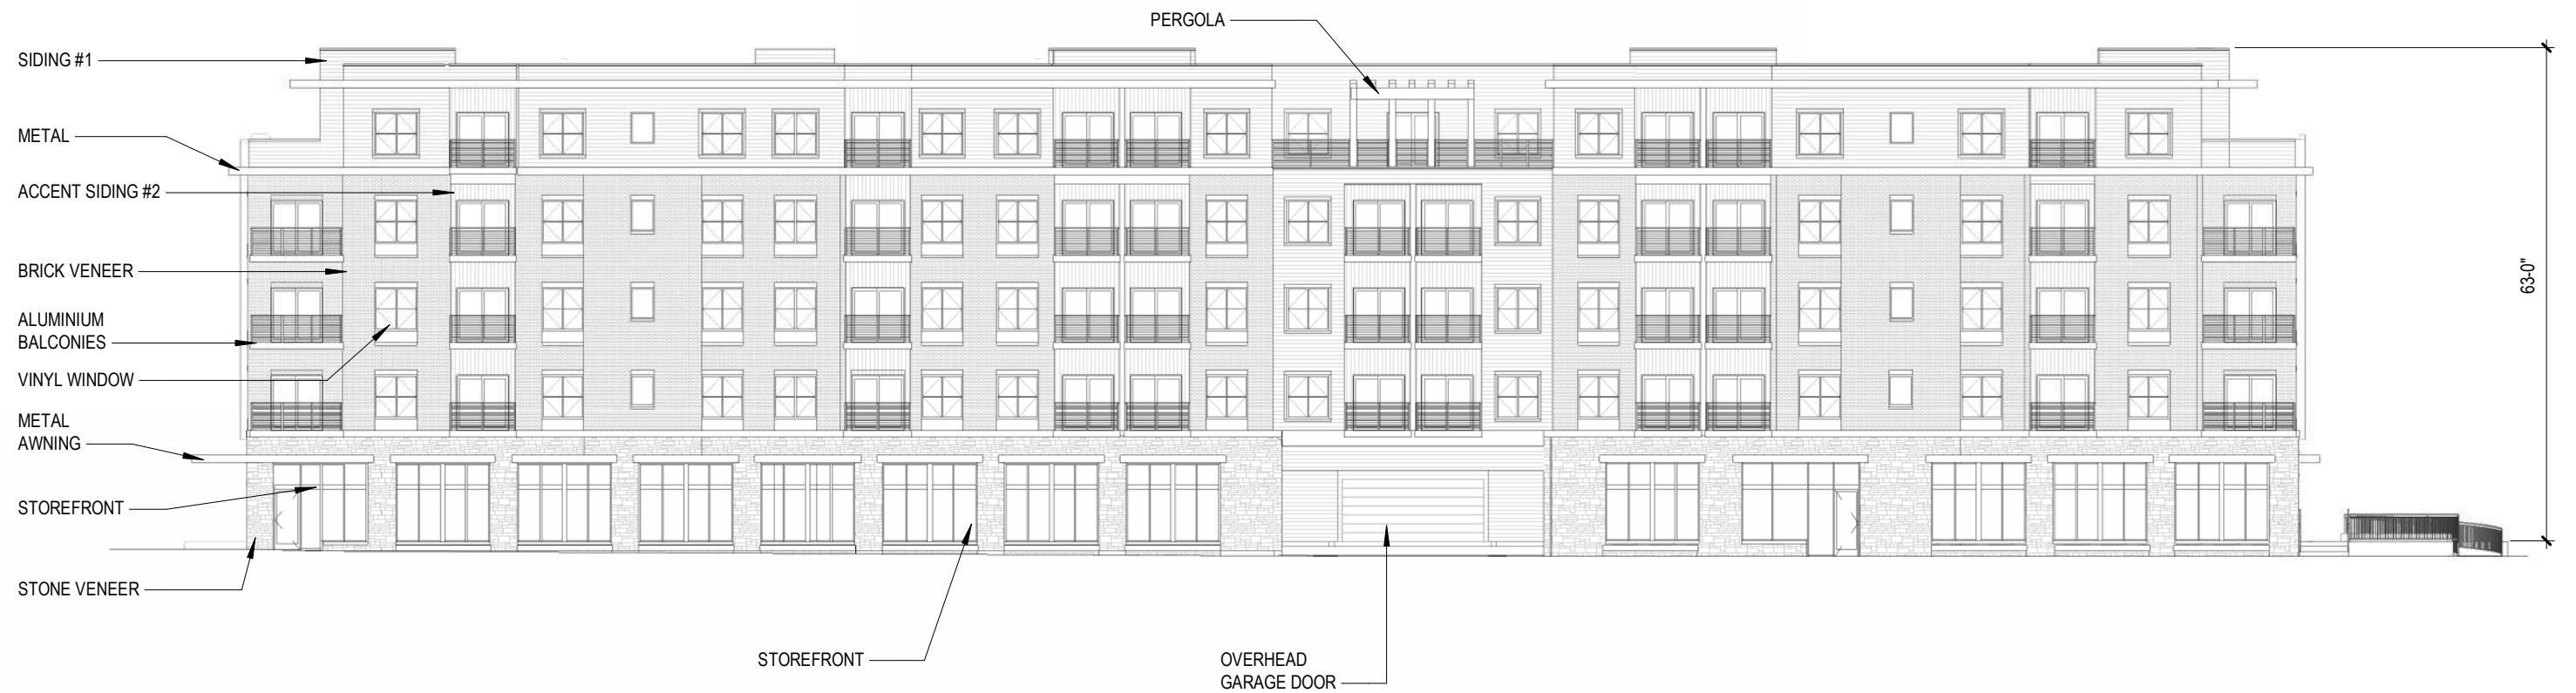 PERGOLA
SIDING #1
METAL
ACCENT SIDING #2
BRICK VENEER
ALUMINIUM
BALCONIES
VINYL WINDOW
METAL
AWNING
STOREFRONT
STONE VENEER
STOREFRONT
OVERHEAD
GARAGE DOOR
63-0"